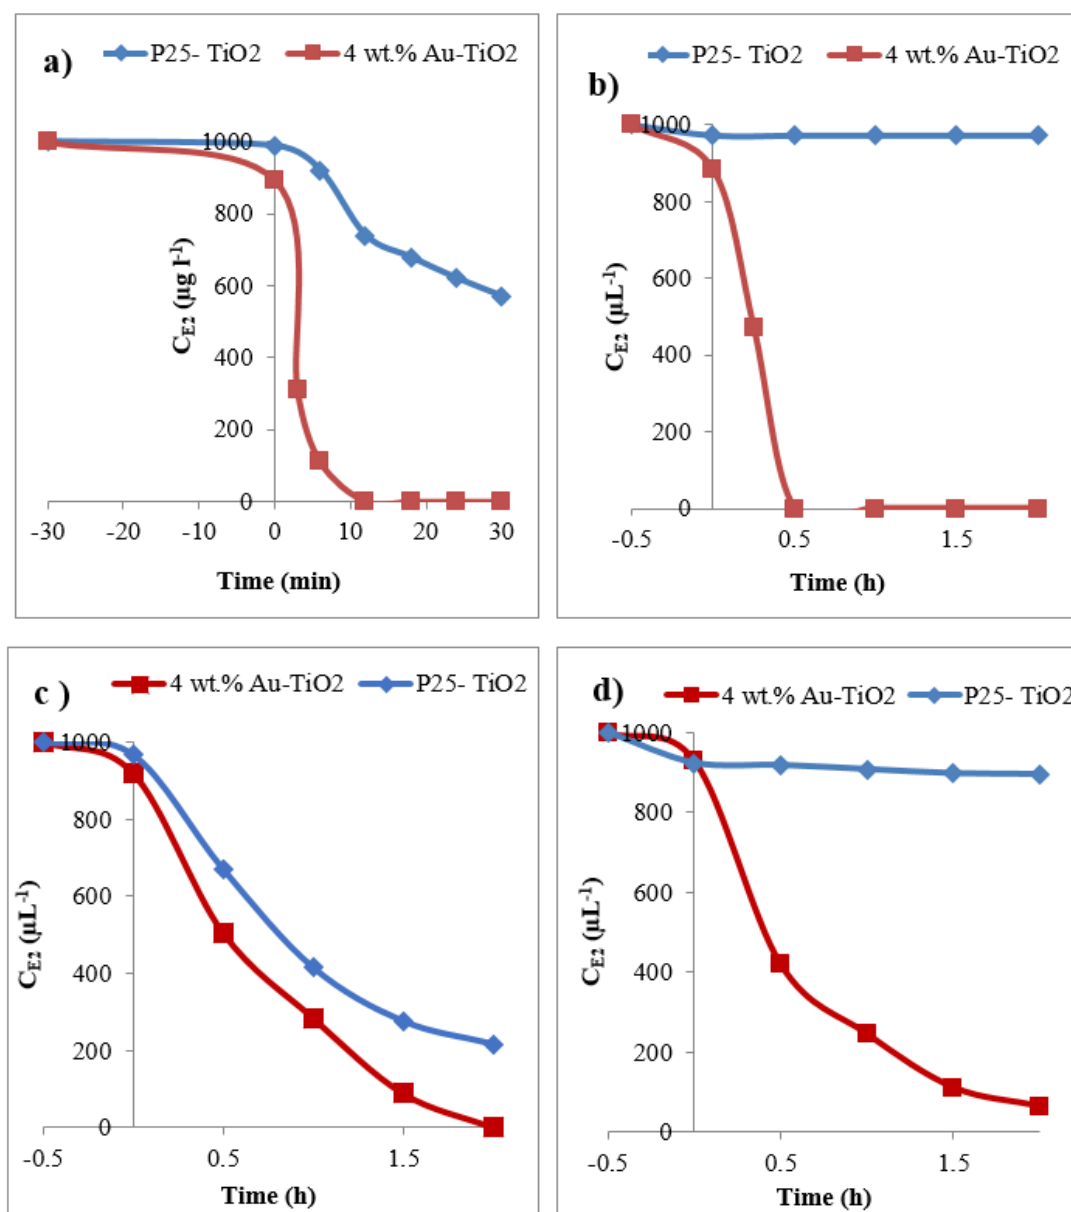 a)
P25- TiO2
4 wt.% Au-TiO2
1000
800
600
400
200
0
-30
-20
-10
0
10
20
30
C_E2 (µg l⁻¹)
Time (min)
b)
P25- TiO2
4 wt.% Au-TiO2
1000
800
600
400
200
0
-0.5
0.5
1.5
C_E2 (µL⁻¹)
Time (h)
c )
4 wt.% Au-TiO2
P25- TiO2
1000
800
600
400
200
0
-0.5
0.5
1.5
C_E2 (µL⁻¹)
Time (h)
d)
4 wt.% Au-TiO2
P25- TiO2
1000
800
600
400
200
0
-0.5
0.5
1.5
C_E2 (µL⁻¹)
Time (h)